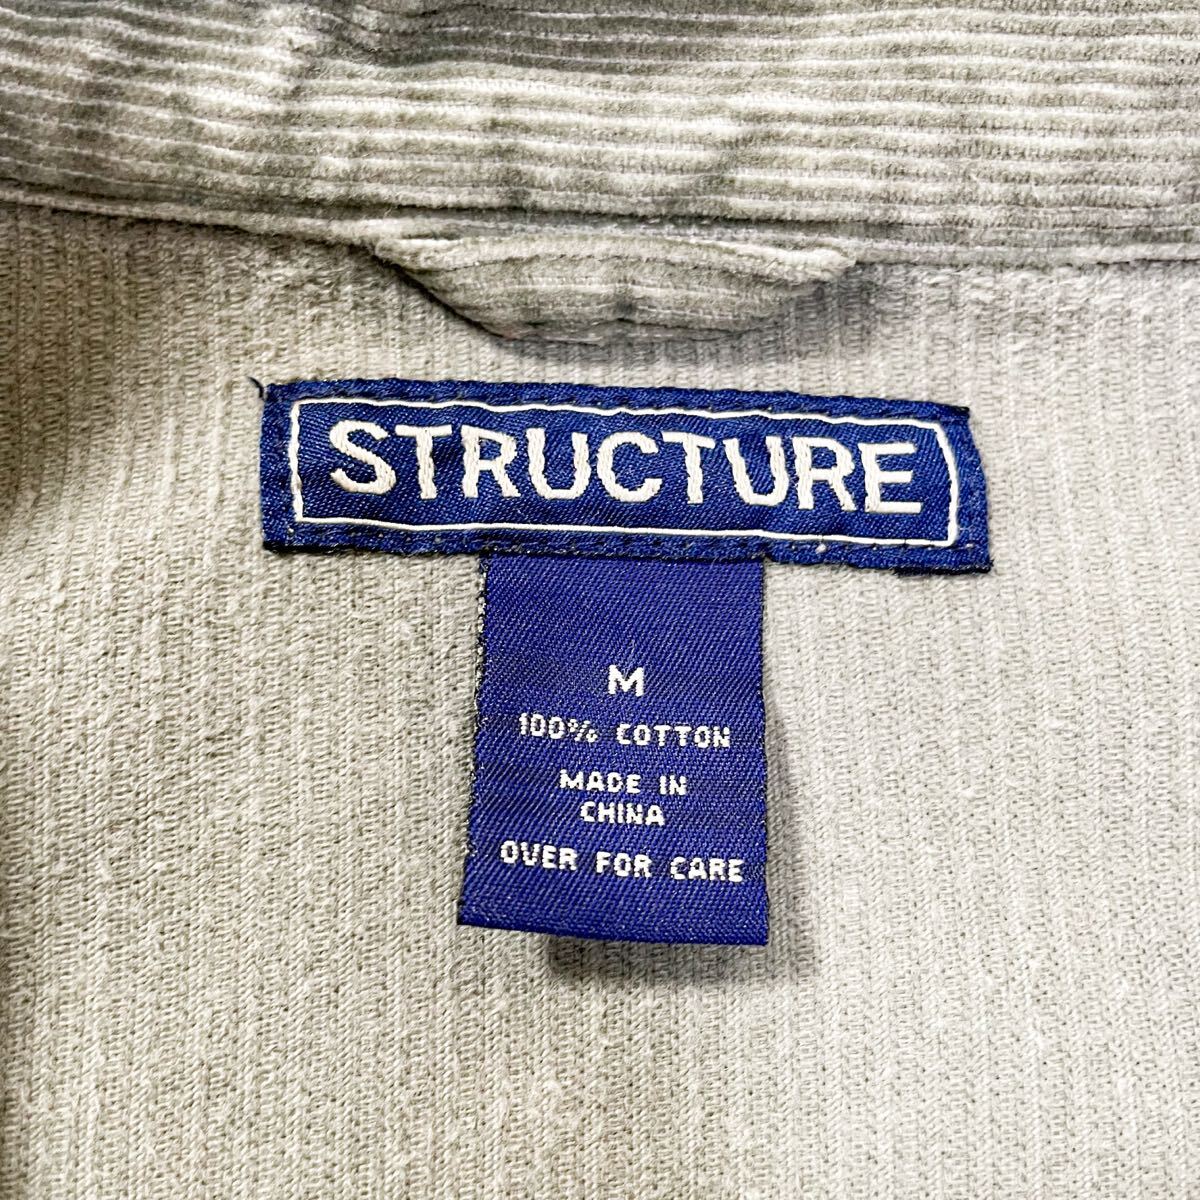 STRUCTURE
M
100% COTTON
MADE IN
CHINA
OVER FOR CARE